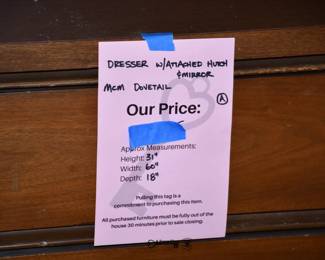 DRESSER W/ATTACHED HUTCH
& MIRROR
MCM DOVETAIL
A
Our Price:
Approx Measurements:
Height: 31"
Width: 60"
Depth: 18"
Pulling this tag is a
commitment to purchasing this item.
All purchased furniture must be fully out of the
house 30 minutes prior to sale closing.